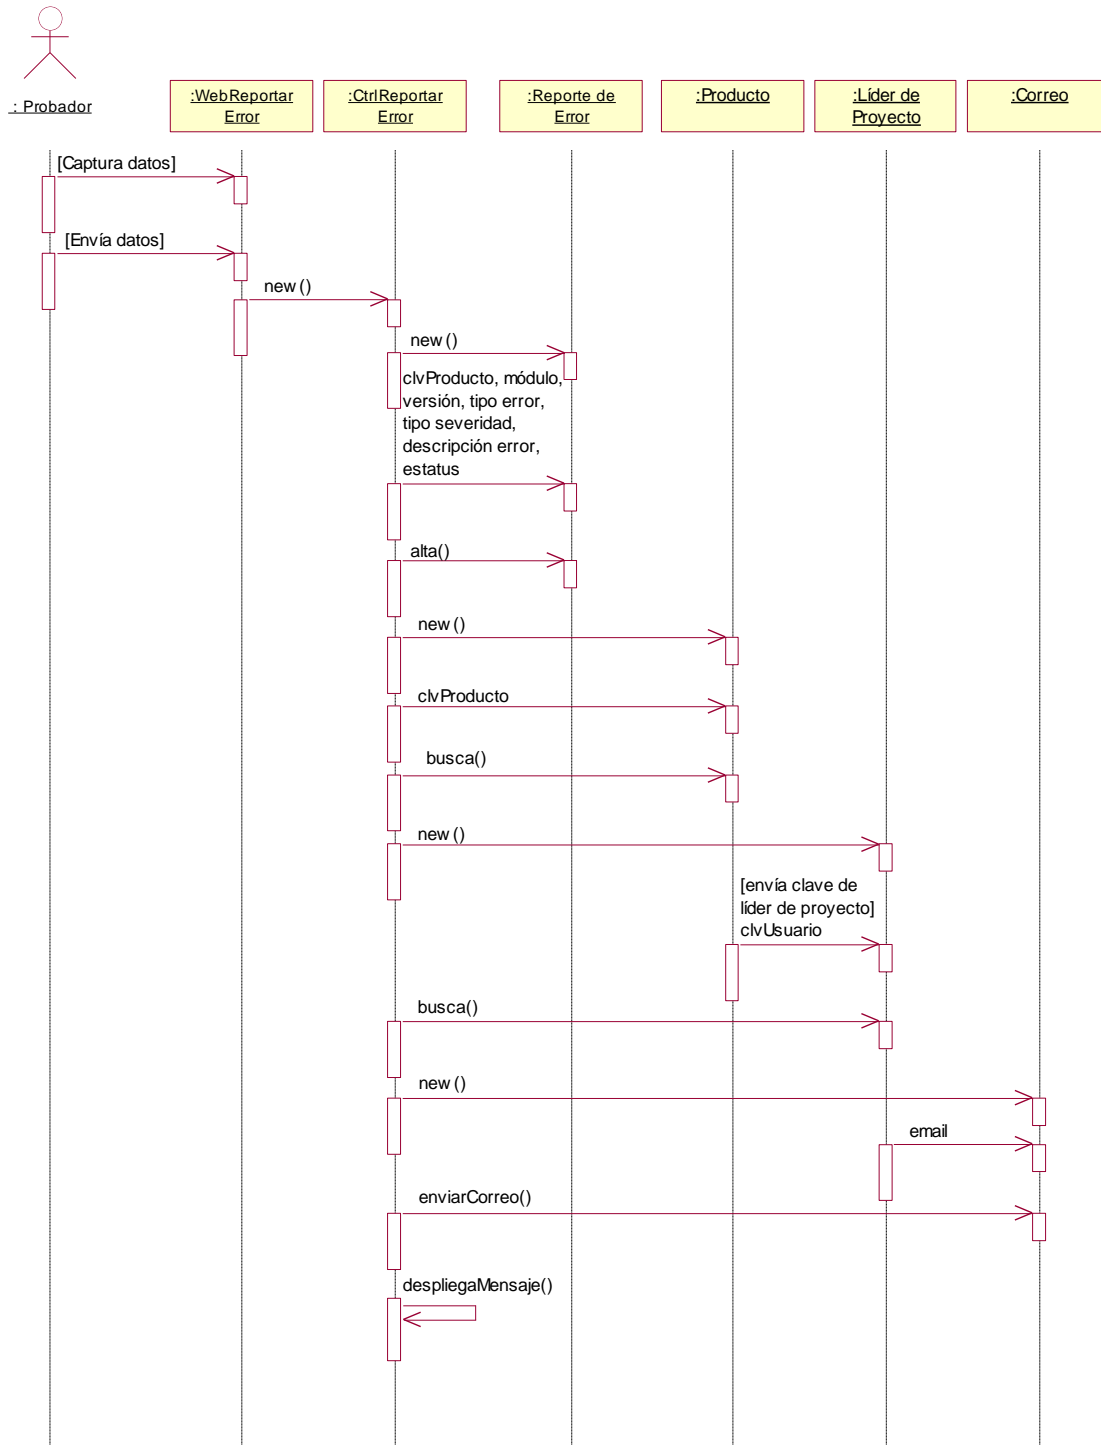 : Probador
:WebReportar
Error
:CtrlReportar
Error
:Reporte de
Error
:Producto
:Líder de
Proyecto
:Correo
[Captura datos]
[Envía datos]
new ()
new ()
clvProducto, módulo,
versión, tipo error,
tipo severidad,
descripción error,
estatus
alta()
new ()
clvProducto
busca()
new ()
[envía clave de
líder de proyecto]
clvUsuario
busca()
new ()
email
enviarCorreo()
despliegaMensaje()